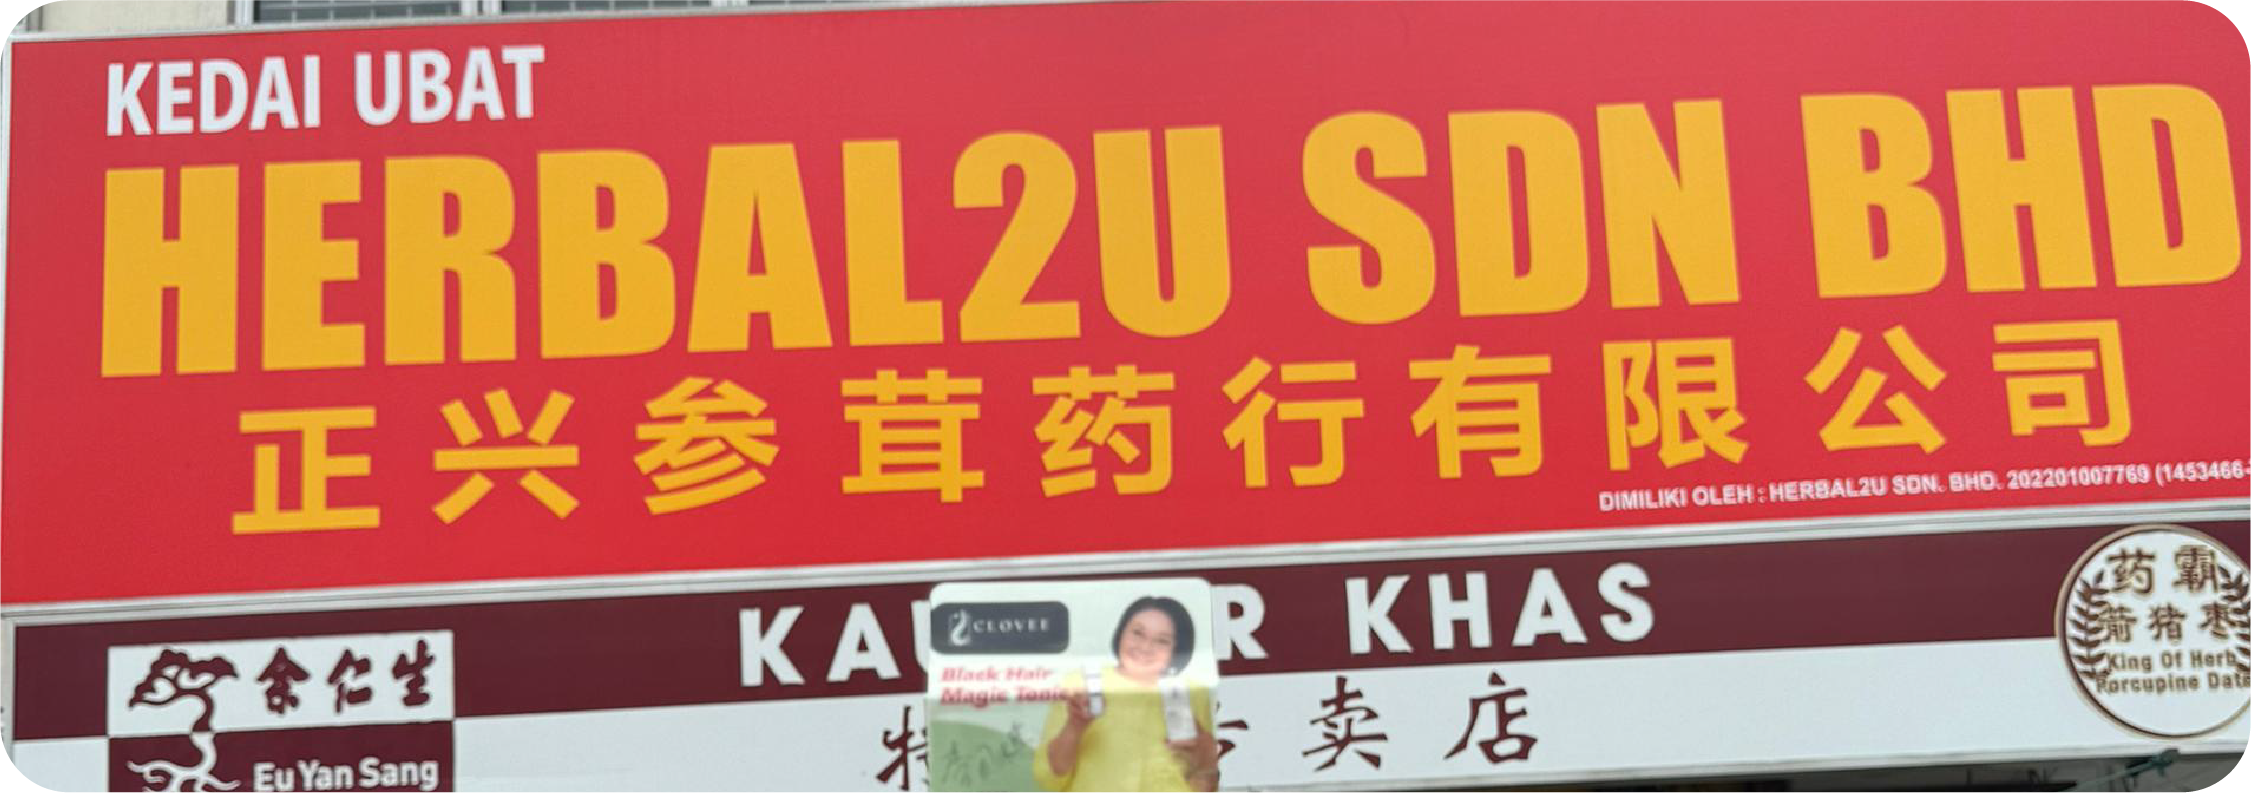 KEDAI UBAT
HERBAL2U SDN BHD
正兴参茸药行有限公司
DIMILIKI OLEH : HERBAL2U SDN. BHD. 202201007769 (1453466-
KHAS
卖店
余仁生
Eu Yan Sang
CLOVEE
Black Hair
Magic Tonic
药霸
箭猪枣
King Of Herb
Porcupine Date